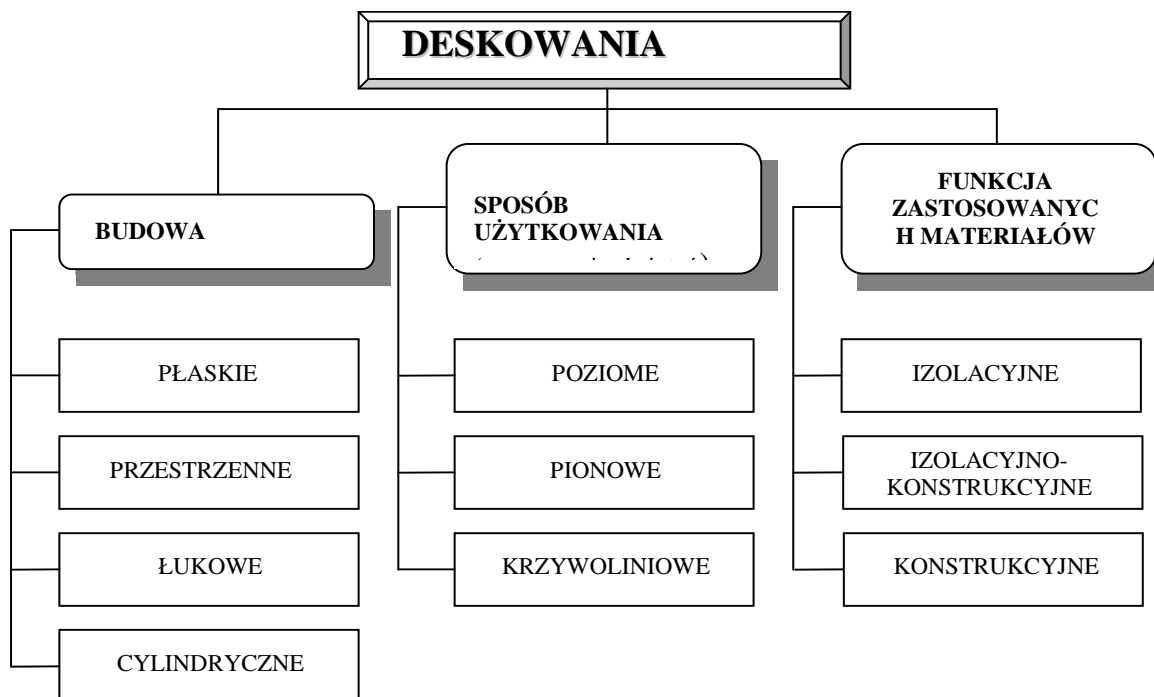 DESKOWANIA
BUDOWA
PŁASKIE
PRZESTRZENNE
ŁUKOWE
CYLINDRYCZNE
SPOSÓB
UŻYTKOWANIA
POZIOME
PIONOWE
KRZYWOLINIOWE
FUNKCJA
ZASTOSOWANYC
H MATERIAŁÓW
IZOLACYJNE
IZOLACYJNO-
KONSTRUKCYJNE
KONSTRUKCYJNE